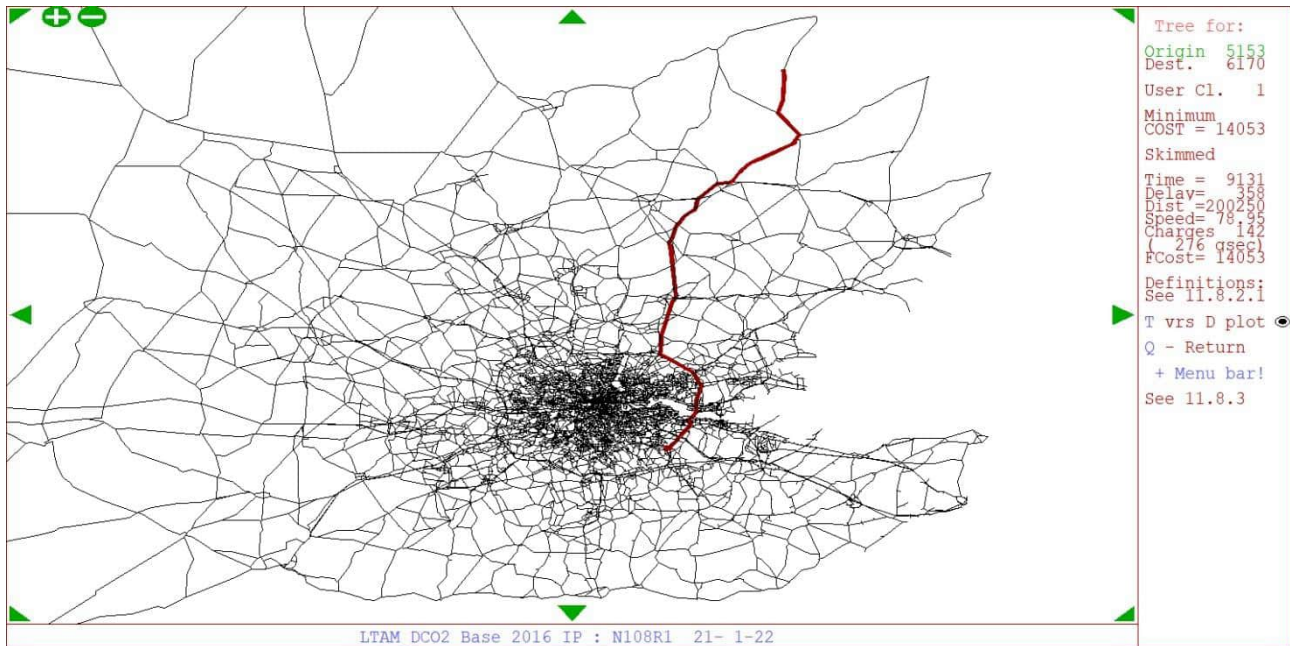 Tree for:
Origin 5153
Dest. 6170
User Cl. 1
Minimum
COST = 14053
Skimmed
Time = 9131
Delay= 358
Dist =200250
Speed= 78.95
Charges 142
( 276 gsec)
FCost= 14053
Definitions:
See 11.8.2.1
T vrs D plot
Q - Return
+ Menu bar!
See 11.8.3
LTAM DCO2 Base 2016 IP : N108R1 21- 1-22